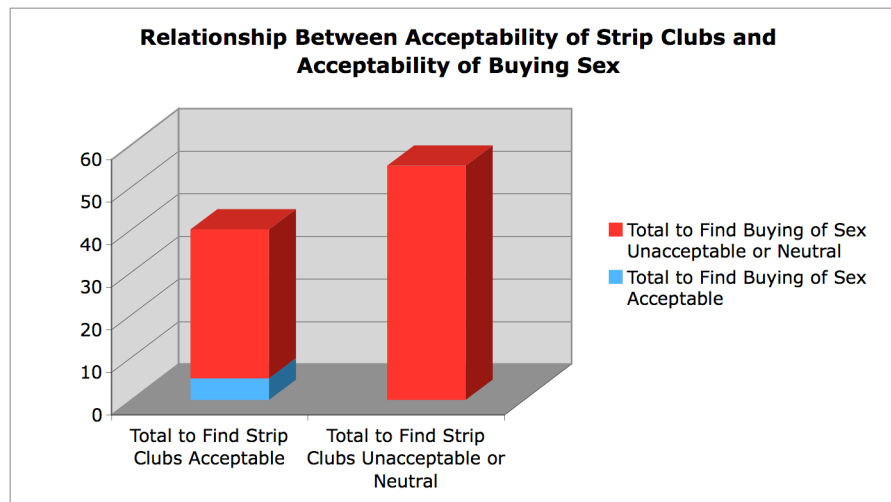 Relationship Between Acceptability of Strip Clubs and
Acceptability of Buying Sex
60
50
40
30
20
10
0
Total to Find Strip
Clubs Acceptable
Total to Find Strip
Clubs Unacceptable or
Neutral
Total to Find Buying of Sex
Unacceptable or Neutral
Total to Find Buying of Sex
Acceptable